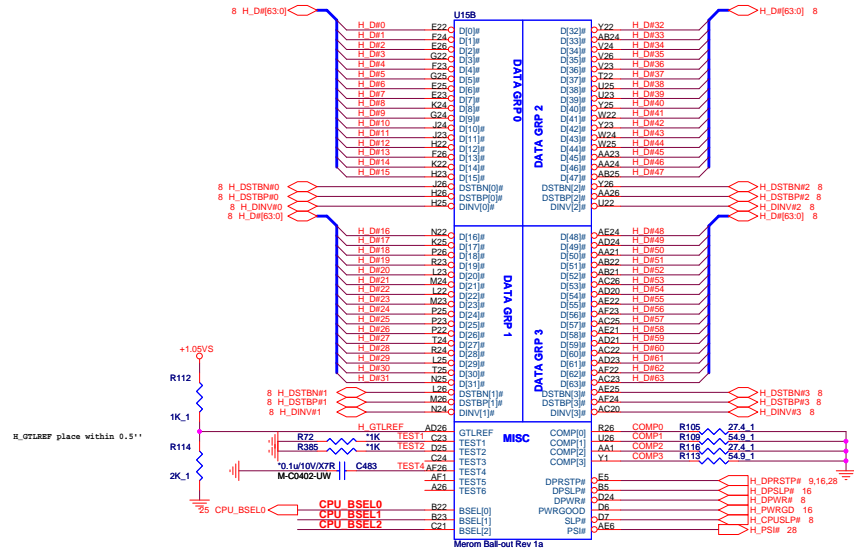 8 H_D#[63:0]
U15B
H_D#[63:0] 8
H_D#0 E22 D[0]# D[32]# Y22 H_D#32
H_D#1 F24 D[1]# D[33]# AB24 H_D#33
H_D#2 E26 D[2]# D[34]# V24 H_D#34
H_D#3 G22 D[3]# D[35]# V26 H_D#35
H_D#4 F23 D[4]# D[36]# V23 H_D#36
H_D#5 G25 D[5]# D[37]# T22 H_D#37
H_D#6 E25 D[6]# D[38]# U25 H_D#38
H_D#7 E23 D[7]# D[39]# U23 H_D#39
H_D#8 K24 D[8]# D[40]# Y25 H_D#40
H_D#9 G24 D[9]# D[41]# W22 H_D#41
H_D#10 J24 D[10]# D[42]# Y23 H_D#42
H_D#11 J23 D[11]# D[43]# W24 H_D#43
H_D#12 H22 D[12]# D[44]# W25 H_D#44
H_D#13 F26 D[13]# D[45]# AA23 H_D#45
H_D#14 K22 D[14]# D[46]# AA24 H_D#46
H_D#15 H23 D[15]# D[47]# AB25 H_D#47
DATA GRP 0
DATA GRP 2
8 H_DSTBN#0 J26 DSTBN[0]# DSTBN[2]# Y26 H_DSTBN#2 8
8 H_DSTBP#0 H26 DSTBP[0]# DSTBP[2]# AA26 H_DSTBP#2 8
8 H_DINV#0 H25 DINV[0]# DINV[2]# U22 H_DINV#2 8
8 H_D#[63:0] H_D#[63:0] 8
H_D#16 N22 D[16]# D[48]# AE24 H_D#48
H_D#17 K25 D[17]# D[49]# AD24 H_D#49
H_D#18 P26 D[18]# D[50]# AA21 H_D#50
H_D#19 R23 D[19]# D[51]# AB22 H_D#51
H_D#20 L23 D[20]# D[52]# AB21 H_D#52
H_D#21 M24 D[21]# D[53]# AC26 H_D#53
H_D#22 L22 D[22]# D[54]# AD20 H_D#54
H_D#23 M23 D[23]# D[55]# AE22 H_D#55
H_D#24 P25 D[24]# D[56]# AF23 H_D#56
H_D#25 P23 D[25]# D[57]# AC25 H_D#57
H_D#26 P22 D[26]# D[58]# AE21 H_D#58
H_D#27 T24 D[27]# D[59]# AD21 H_D#59
H_D#28 R24 D[28]# D[60]# AC22 H_D#60
H_D#29 L25 D[29]# D[61]# AD23 H_D#61
H_D#30 T25 D[30]# D[62]# AF22 H_D#62
H_D#31 N25 D[31]# D[63]# AC23 H_D#63
DATA GRP 1
DATA GRP 3
8 H_DSTBN#1 L26 DSTBN[1]# DSTBN[3]# AE25 H_DSTBN#3 8
8 H_DSTBP#1 M26 DSTBP[1]# DSTBP[3]# AF24 H_DSTBP#3 8
8 H_DINV#1 N24 DINV[1]# DINV[3]# AC20 H_DINV#3 8
+1.05VS
R112
1K_1
H_GTLREF place within 0.5''
R114
2K_1
MISC
H_GTLREF AD26 GTLREF COMP[0] R26 COMP0 R105 27.4_1
R72 *1K TEST1 C23 TEST1 COMP[1] U26 COMP1 R109 54.9_1
R385 *1K TEST2 D25 TEST2 COMP[2] AA1 COMP2 R116 27.4_1
C24 TEST3 COMP[3] Y1 COMP3 R113 54.9_1
*0.1u/10V/X7R C483 TEST4 AF26 TEST4
M-C0402-UW
AF1 TEST5 DPRSTP# E5 H_DPRSTP# 9,16,28
A26 TEST6 DPSLP# B5 H_DPSLP# 16
DPWR# D24 H_DPWR# 8
25 CPU_BSEL0 CPU_BSEL0 B22 BSEL[0] PWRGOOD D6 H_PWRGD 16
CPU_BSEL1 B23 BSEL[1] SLP# D7 H_CPUSLP# 8
CPU_BSEL2 C21 BSEL[2] PSI# AE6 H_PSI# 28
Merom Ball-out Rev 1a